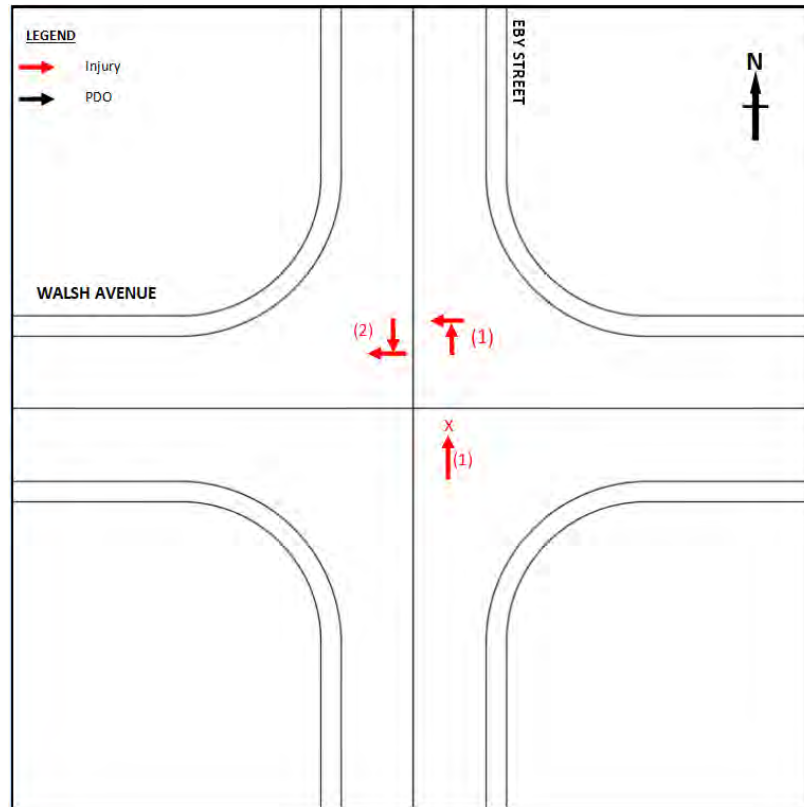 LEGEND
Injury
PDO
EBY STREET
N
WALSH AVENUE
(2)
(1)
X
(1)